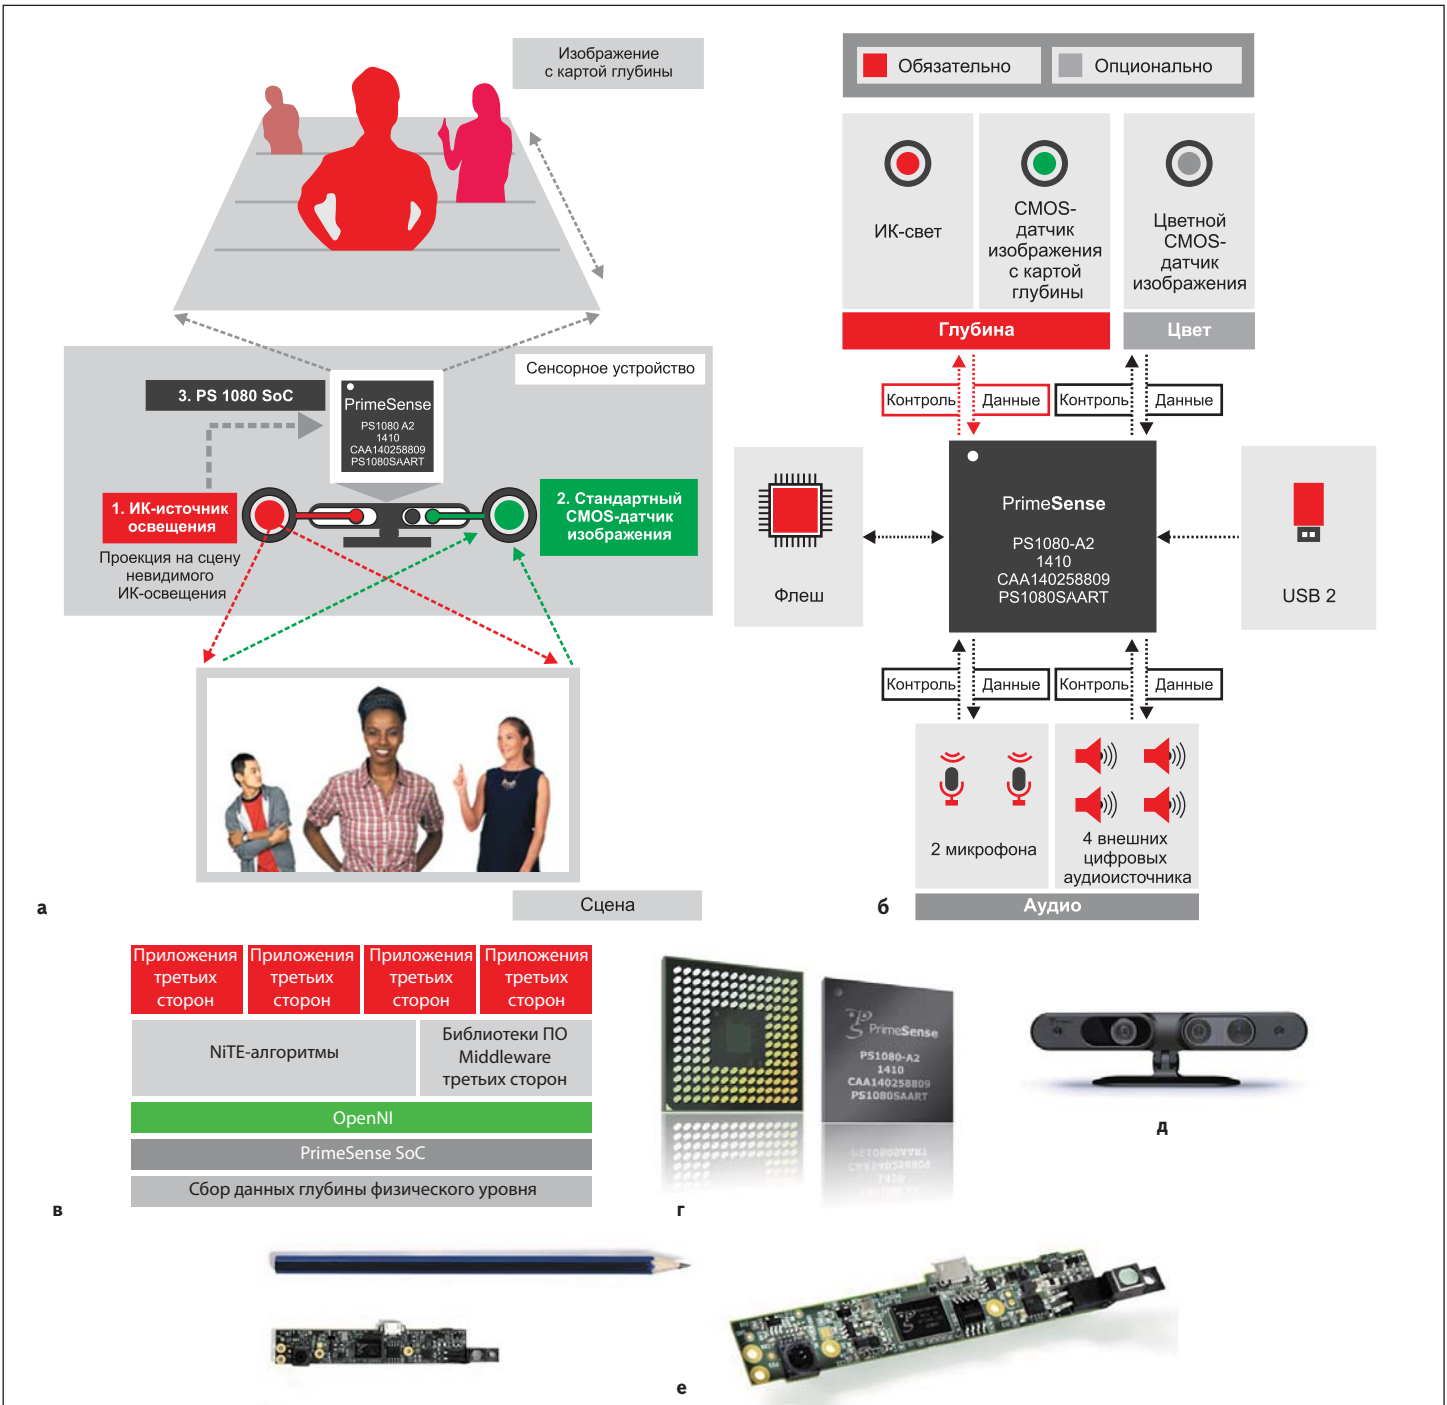 Изображение
с картой глубины
Сенсорное устройство
3. PS 1080 SoC
PrimeSense
PS1080 A2
1410
CAA140258809
PS1080SAART
1. ИК-источник
освещения
Проекция на сцену
невидимого
ИК-освещения
2. Стандартный
CMOS-датчик
изображения
Сцена
а
Обязательно
Опционально
ИК-свет
CMOS-
датчик
изображения
с картой
глубины
Цветной
CMOS-
датчик
изображения
Глубина
Цвет
Контроль
Данные
Контроль
Данные
Флеш
PrimeSense
PS1080-A2
1410
CAA140258809
PS1080SAART
USB 2
Контроль
Данные
Контроль
Данные
2 микрофона
4 внешних
цифровых
аудиоисточника
Аудио
б
Приложения
третьих
сторон
Приложения
третьих
сторон
Приложения
третьих
сторон
Приложения
третьих
сторон
NiTE-алгоритмы
Библиотеки ПО
Middleware
третьих сторон
OpenNI
PrimeSense SoC
Сбор данных глубины физического уровня
в
PrimeSense
PS1080-A2
1410
CAA140258809
PS1080SAART
г
д
е